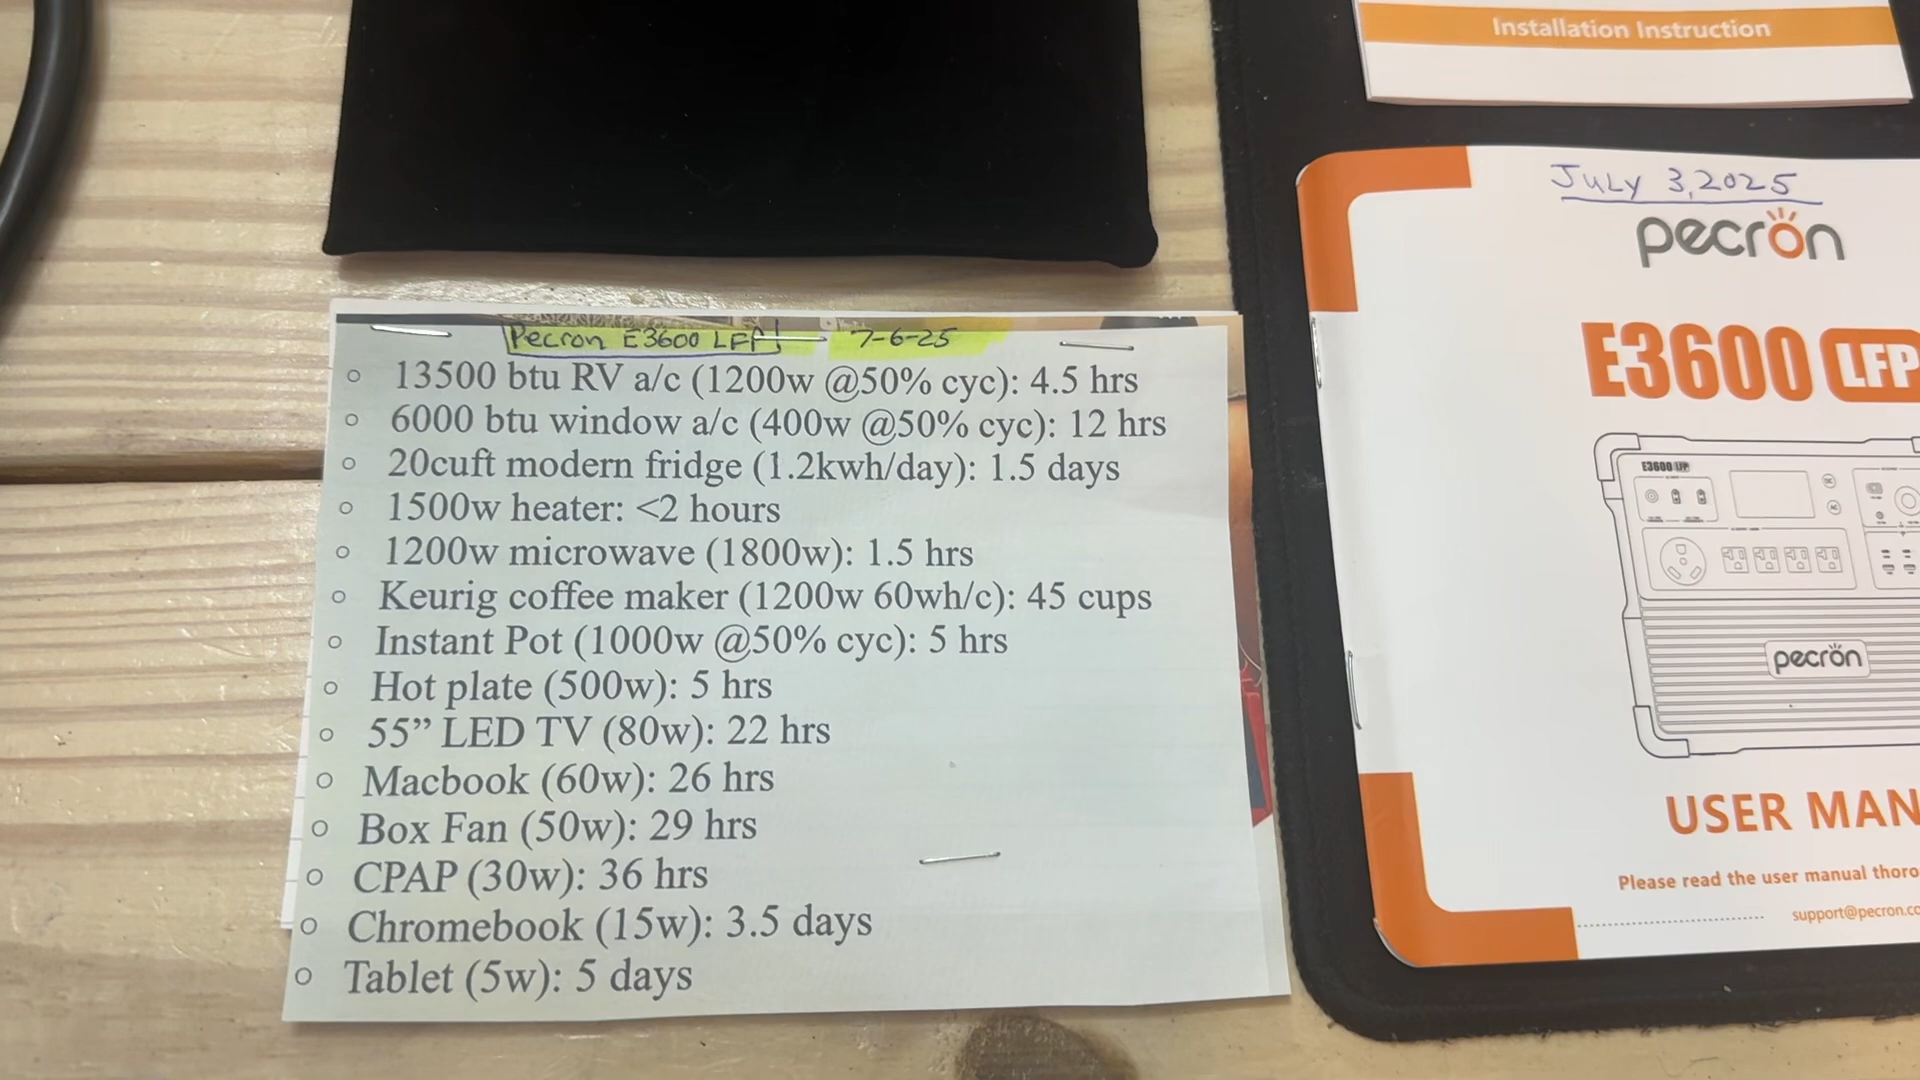 Installation Instruction
Pecron E3600 LFP 7-6-25
13500 btu RV a/c (1200w @50% cyc): 4.5 hrs
6000 btu window a/c (400w @50% cyc): 12 hrs
20cuft modern fridge (1.2kwh/day): 1.5 days
1500w heater: <2 hours
1200w microwave (1800w): 1.5 hrs
Keurig coffee maker (1200w 60wh/c): 45 cups
Instant Pot (1000w @50% cyc): 5 hrs
Hot plate (500w): 5 hrs
55” LED TV (80w): 22 hrs
Macbook (60w): 26 hrs
Box Fan (50w): 29 hrs
CPAP (30w): 36 hrs
Chromebook (15w): 3.5 days
Tablet (5w): 5 days
JULY 3, 2025
pecron
E3600 LFP
E3600 LFP
pecron
USER MAN
Please read the user manual thoro
support@pecron.co